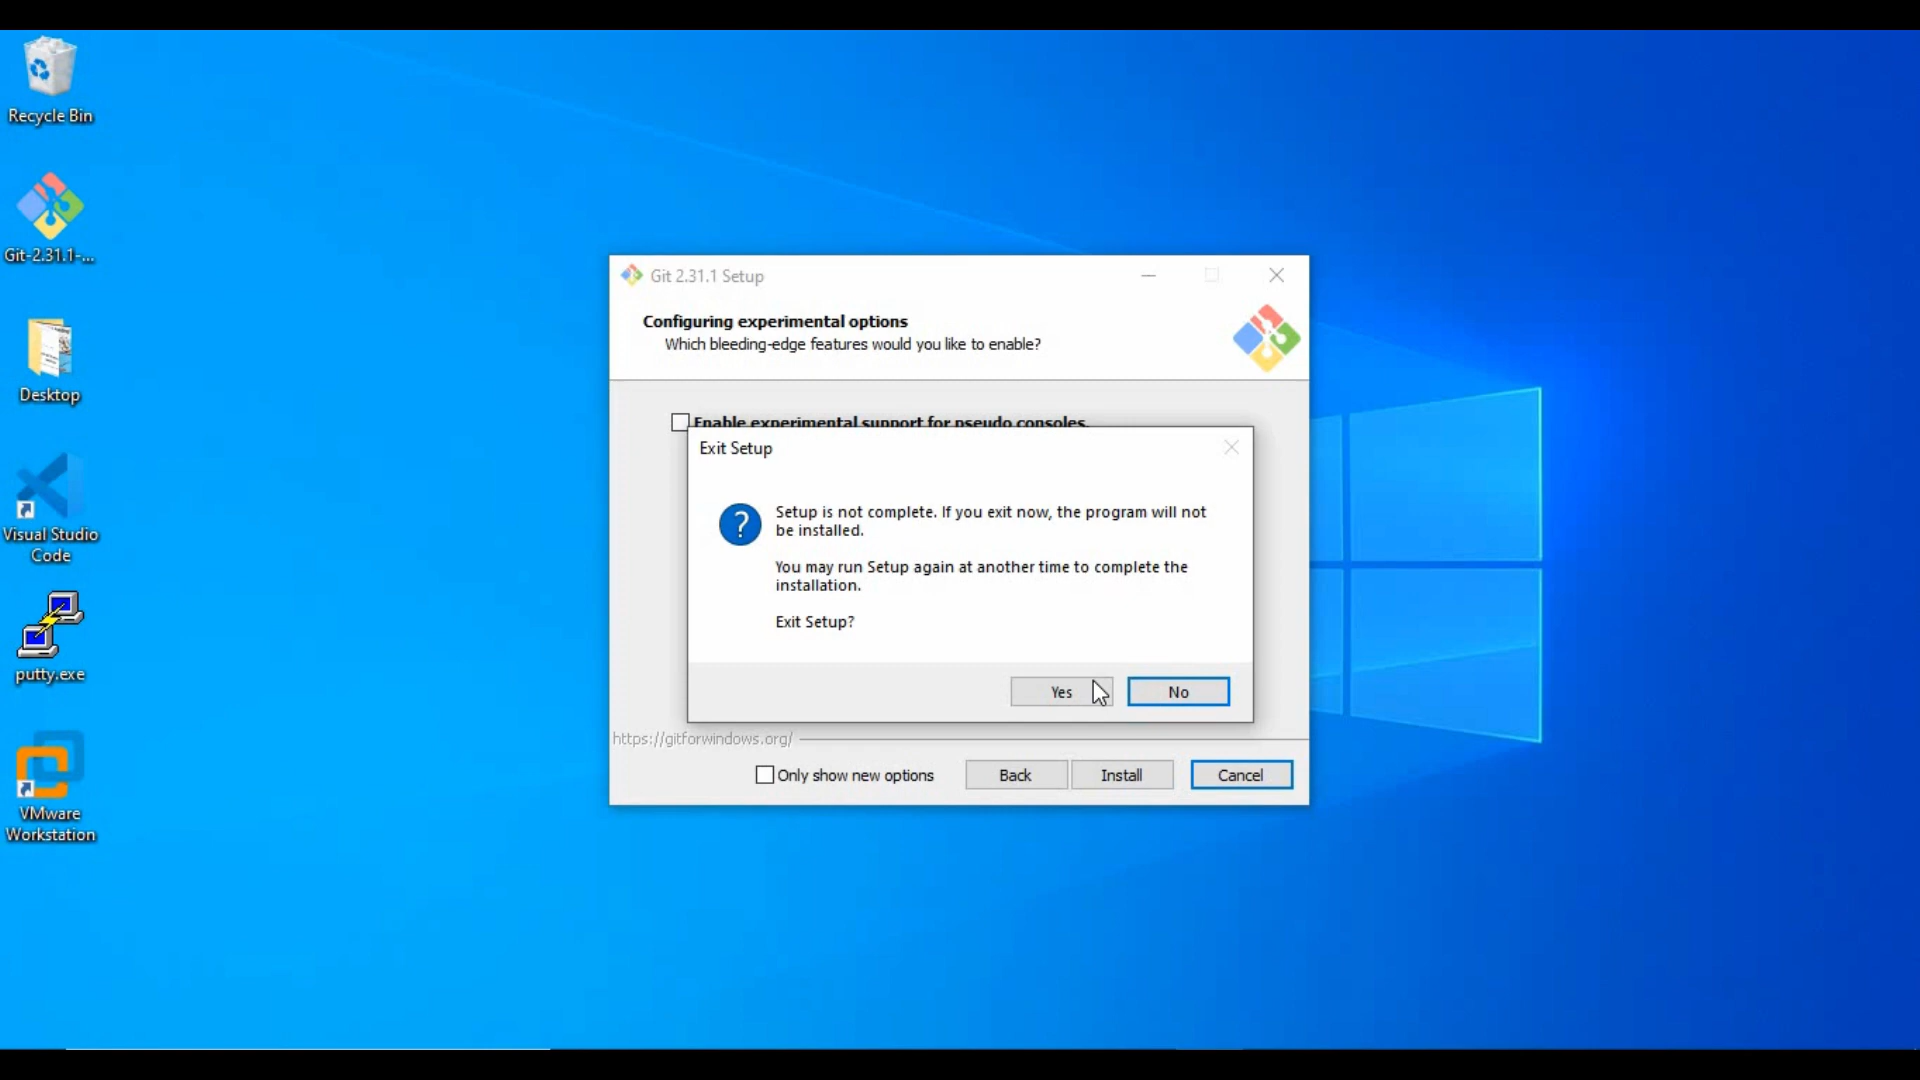 Recycle Bin
Git-2.31.1-...
Desktop
Visual Studio
Code
putty.exe
VMware
Workstation
Git 2.31.1 Setup
Configuring experimental options
Which bleeding-edge features would you like to enable?
Enable experimental support for pseudo consoles.
Exit Setup
Setup is not complete. If you exit now, the program will not
be installed.
You may run Setup again at another time to complete the
installation.
Exit Setup?
Yes
No
https://gitforwindows.org/
Only show new options
Back
Install
Cancel